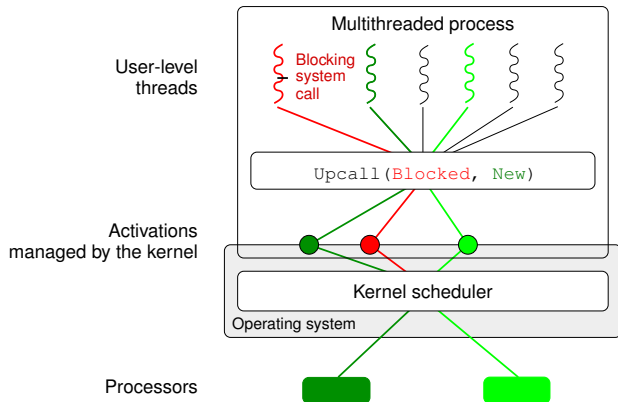 Multithreaded process
User-level
threads
Blocking
system
call
Upcall(Blocked, New)
Activations
managed by the kernel
Kernel scheduler
Operating system
Processors